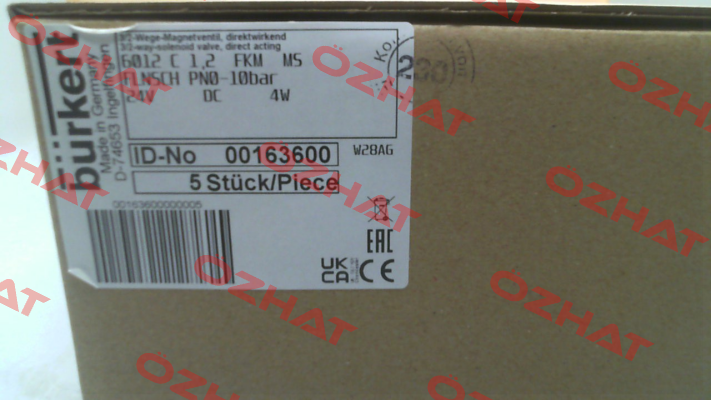 bürkert
Made in Germany
D-74653 Ingelfingen
3/2-Wege-Magnetventil, direktwirkend
3/2-way-solenoid valve, direct acting
6012 C 1,2 FKM MS
FLNSCH PN0-10bar
24V DC 4W
ID-No 00163600
W28AG
5 Stück/Piece
00163600000005
EAC
UK
CA CE
Ko.
230
ÖZHAT
ÖZHAT
ÖZHAT
ÖZHAT
ÖZHAT
ÖZHAT
ÖZHAT
ÖZHAT
ÖZHAT